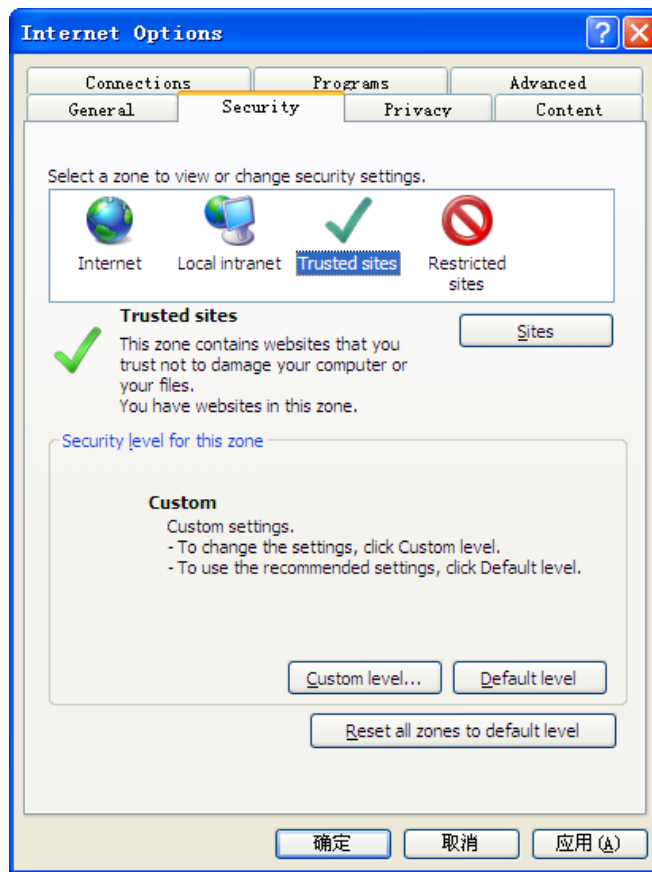 Internet Options
Connections Programs Advanced
General Security Privacy Content
Select a zone to view or change security settings.
Internet Local intranet Trusted sites Restricted sites
Trusted sites
Sites
This zone contains websites that you
trust not to damage your computer or
your files.
You have websites in this zone.
Security level for this zone
Custom
Custom settings.
- To change the settings, click Custom level.
- To use the recommended settings, click Default level.
Custom level... Default level
Reset all zones to default level
确定 取消 应用(A)